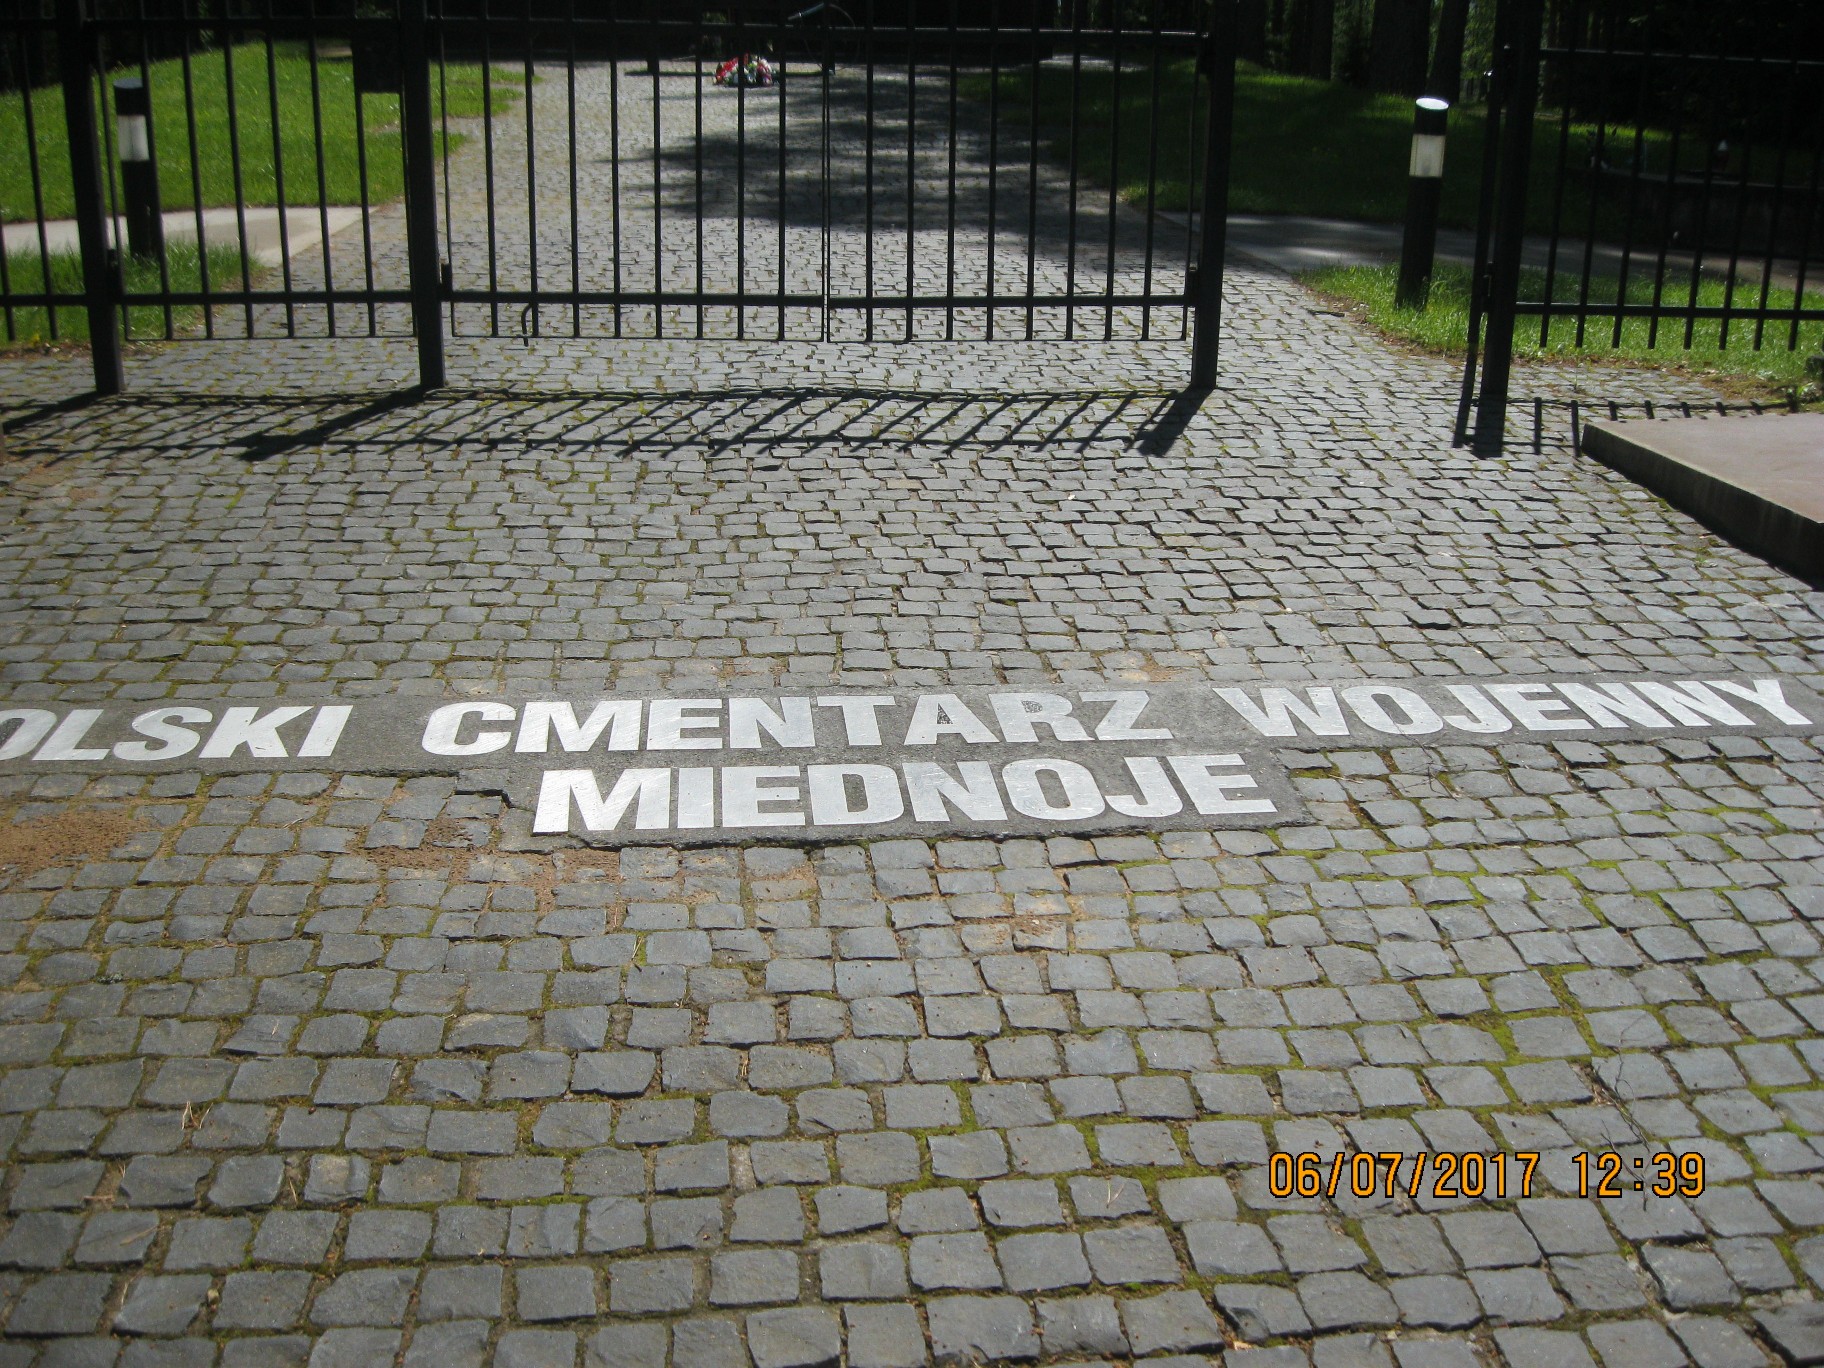 OLSKI CMENTARZ WOJENNY
MIEDNOJE
06/07/2017 12:39